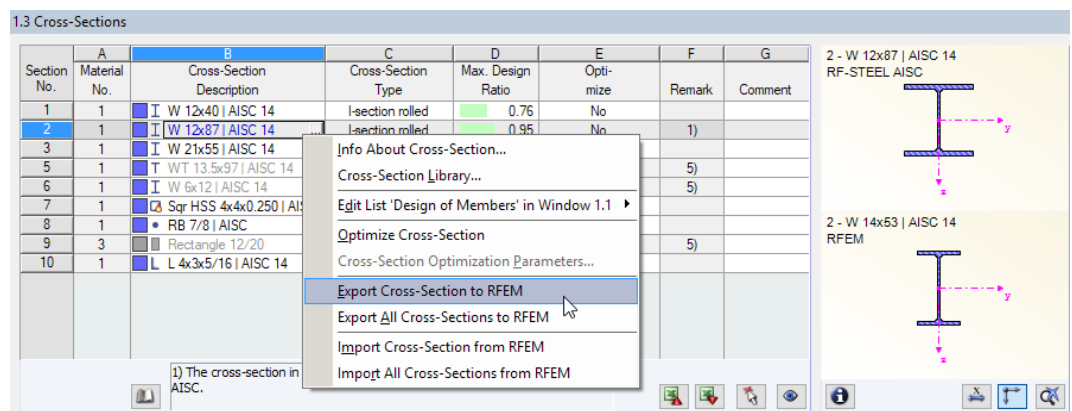 1.3 Cross-Sections
A B C D E F G
Section Material Cross-Section Cross-Section Max. Design Opti-
No. No. Description Type Ratio mize Remark Comment
1 1 W 12x40 | AISC 14 I-section rolled 0.76 No
2 1 W 12x87 | AISC 14 ... I-section rolled 0.95 No 1)
3 1 W 21x55 | AISC 14
5 1 WT 13.5x97 | AISC 14 5)
6 1 W 6x12 | AISC 14 5)
7 1 Sqr HSS 4x4x0.250 | AIS
8 1 RB 7/8 | AISC
9 3 Rectangle 12/20 5)
10 1 L 4x3x5/16 | AISC 14
Info About Cross-Section...
Cross-Section Library...
Edit List 'Design of Members' in Window 1.1
Optimize Cross-Section
Cross-Section Optimization Parameters...
Export Cross-Section to RFEM
Export All Cross-Sections to RFEM
Import Cross-Section from RFEM
Import All Cross-Sections from RFEM
1) The cross-section in
AISC.
2 - W 12x87 | AISC 14
RF-STEEL AISC
y
z
2 - W 14x53 | AISC 14
RFEM
y
z